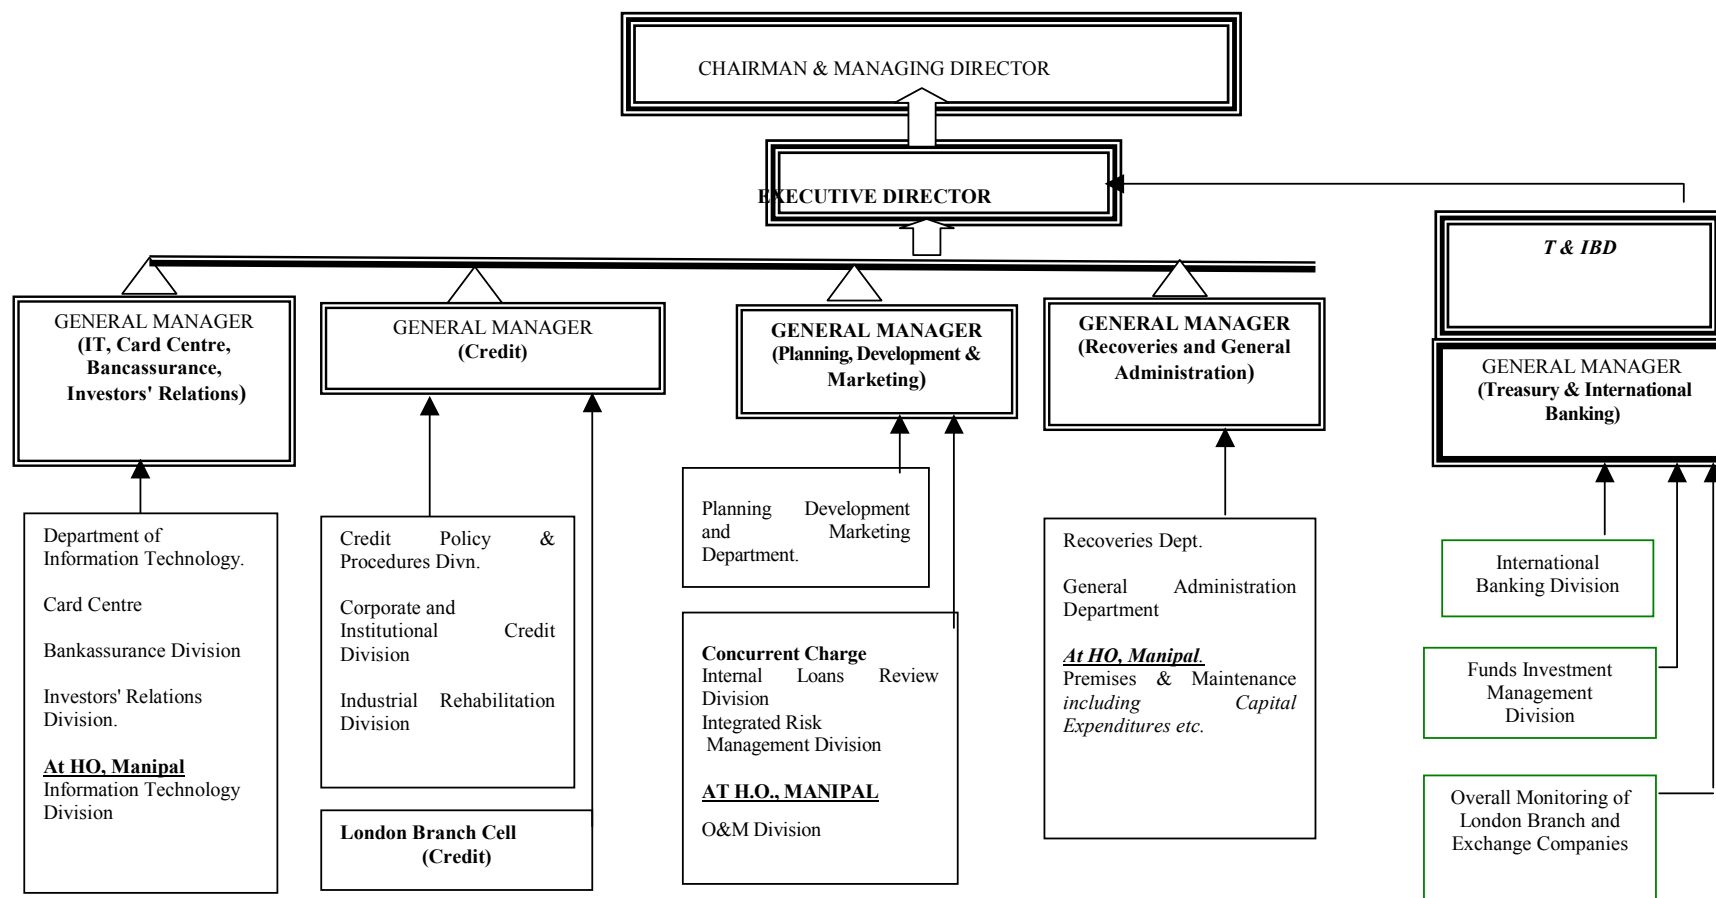 CHAIRMAN & MANAGING DIRECTOR
EXECUTIVE DIRECTOR
T & IBD
GENERAL MANAGER
(IT, Card Centre,
Bancassurance,
Investors' Relations)
GENERAL MANAGER
(Credit)
GENERAL MANAGER
(Planning, Development &
Marketing)
GENERAL MANAGER
(Recoveries and General
Administration)
GENERAL MANAGER
(Treasury & International
Banking)
Department of
Information Technology.
Card Centre
Bankassurance Division
Investors' Relations
Division.
At HO, Manipal
Information Technology
Division
Credit Policy &
Procedures Divn.
Corporate and
Institutional Credit
Division
Industrial Rehabilitation
Division
London Branch Cell
(Credit)
Planning Development
and Marketing
Department.
Concurrent Charge
Internal Loans Review
Division
Integrated Risk
Management Division
AT H.O., MANIPAL
O&M Division
Recoveries Dept.
General Administration
Department
At HO, Manipal.
Premises & Maintenance
including Capital
Expenditures etc.
International
Banking Division
Funds Investment
Management
Division
Overall Monitoring of
London Branch and
Exchange Companies